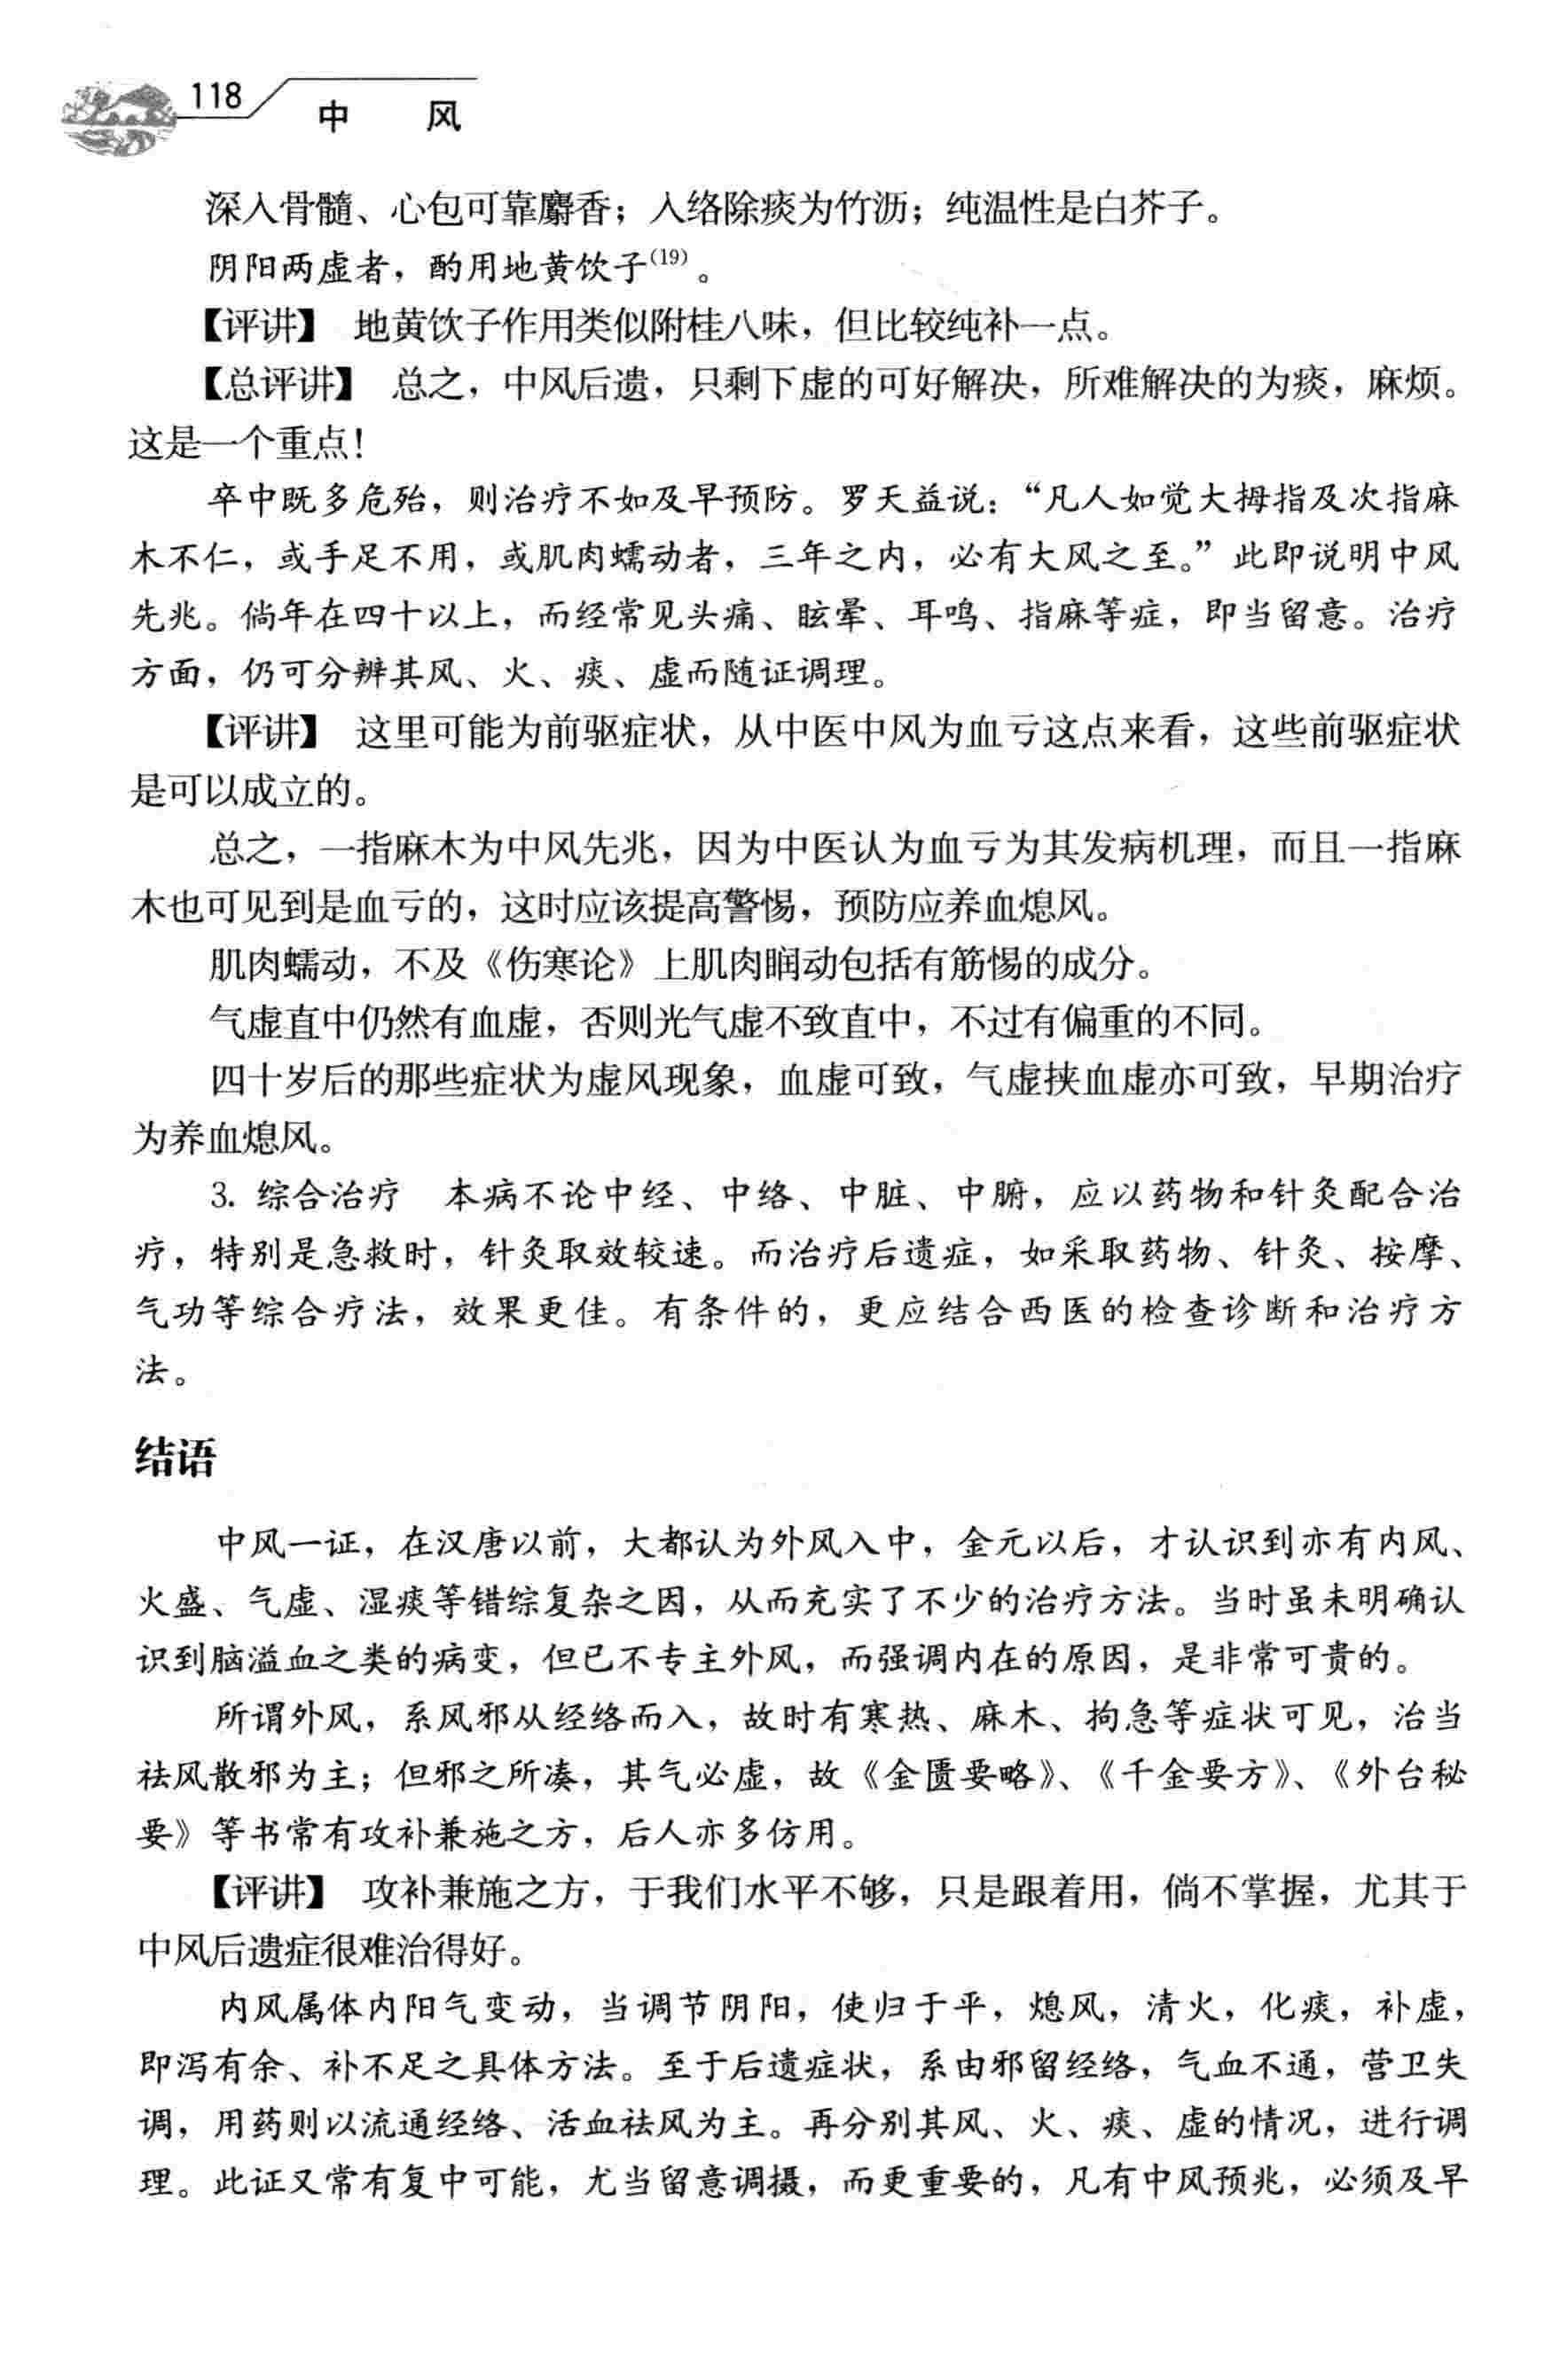 118
中 风
深入骨髓、心包可靠麝香；入络除痰为竹沥；纯温性是白芥子。
阴阳两虚者，酌用地黄饮子(19)。
【评讲】 地黄饮子作用类似附桂八味，但比较纯补一点。
【总评讲】 总之，中风后遗，只剩下虚的可好解决，所难解决的为痰，麻烦。
这是一个重点！
卒中既多危殆，则治疗不如及早预防。罗天益说：“凡人如觉大拇指及次指麻
木不仁，或手足不用，或肌肉蠕动者，三年之内，必有大风之至。”此即说明中风
先兆。倘年在四十以上，而经常见头痛、眩晕、耳鸣、指麻等症，即当留意。治疗
方面，仍可分辨其风、火、痰、虚而随证调理。
【评讲】 这里可能为前驱症状，从中医中风为血亏这点来看，这些前驱症状
是可以成立的。
总之，一指麻木为中风先兆，因为中医认为血亏为其发病机理，而且一指麻
木也可见到是血亏的，这时应该提高警惕，预防应养血熄风。
肌肉蠕动，不及《伤寒论》上肌肉瞤动包括有筋惕的成分。
气虚直中仍然有血虚，否则光气虚不致直中，不过有偏重的不同。
四十岁后的那些症状为虚风现象，血虚可致，气虚挟血虚亦可致，早期治疗
为养血熄风。
3. 综合治疗 本病不论中经、中络、中脏、中腑，应以药物和针灸配合治
疗，特别是急救时，针灸取效较速。而治疗后遗症，如采取药物、针灸、按摩、
气功等综合疗法，效果更佳。有条件的，更应结合西医的检查诊断和治疗方
法。
结语
中风一证，在汉唐以前，大都认为外风入中，金元以后，才认识到亦有内风、
火盛、气虚、湿痰等错综复杂之因，从而充实了不少的治疗方法。当时虽未明确认
识到脑溢血之类的病变，但已不专主外风，而强调内在的原因，是非常可贵的。
所谓外风，系风邪从经络而入，故时有寒热、麻木、拘急等症状可见，治当
祛风散邪为主；但邪之所凑，其气必虚，故《金匮要略》、《千金要方》、《外台秘
要》等书常有攻补兼施之方，后人亦多仿用。
【评讲】 攻补兼施之方，于我们水平不够，只是跟着用，倘不掌握，尤其于
中风后遗症很难治得好。
内风属体内阳气变动，当调节阴阳，使归于平，熄风，清火，化痰，补虚，
即泻有余、补不足之具体方法。至于后遗症状，系由邪留经络，气血不通，营卫失
调，用药则以流通经络、活血祛风为主。再分别其风、火、痰、虚的情况，进行调
理。此证又常有复中可能，尤当留意调摄，而更重要的，凡有中风预兆，必须及早